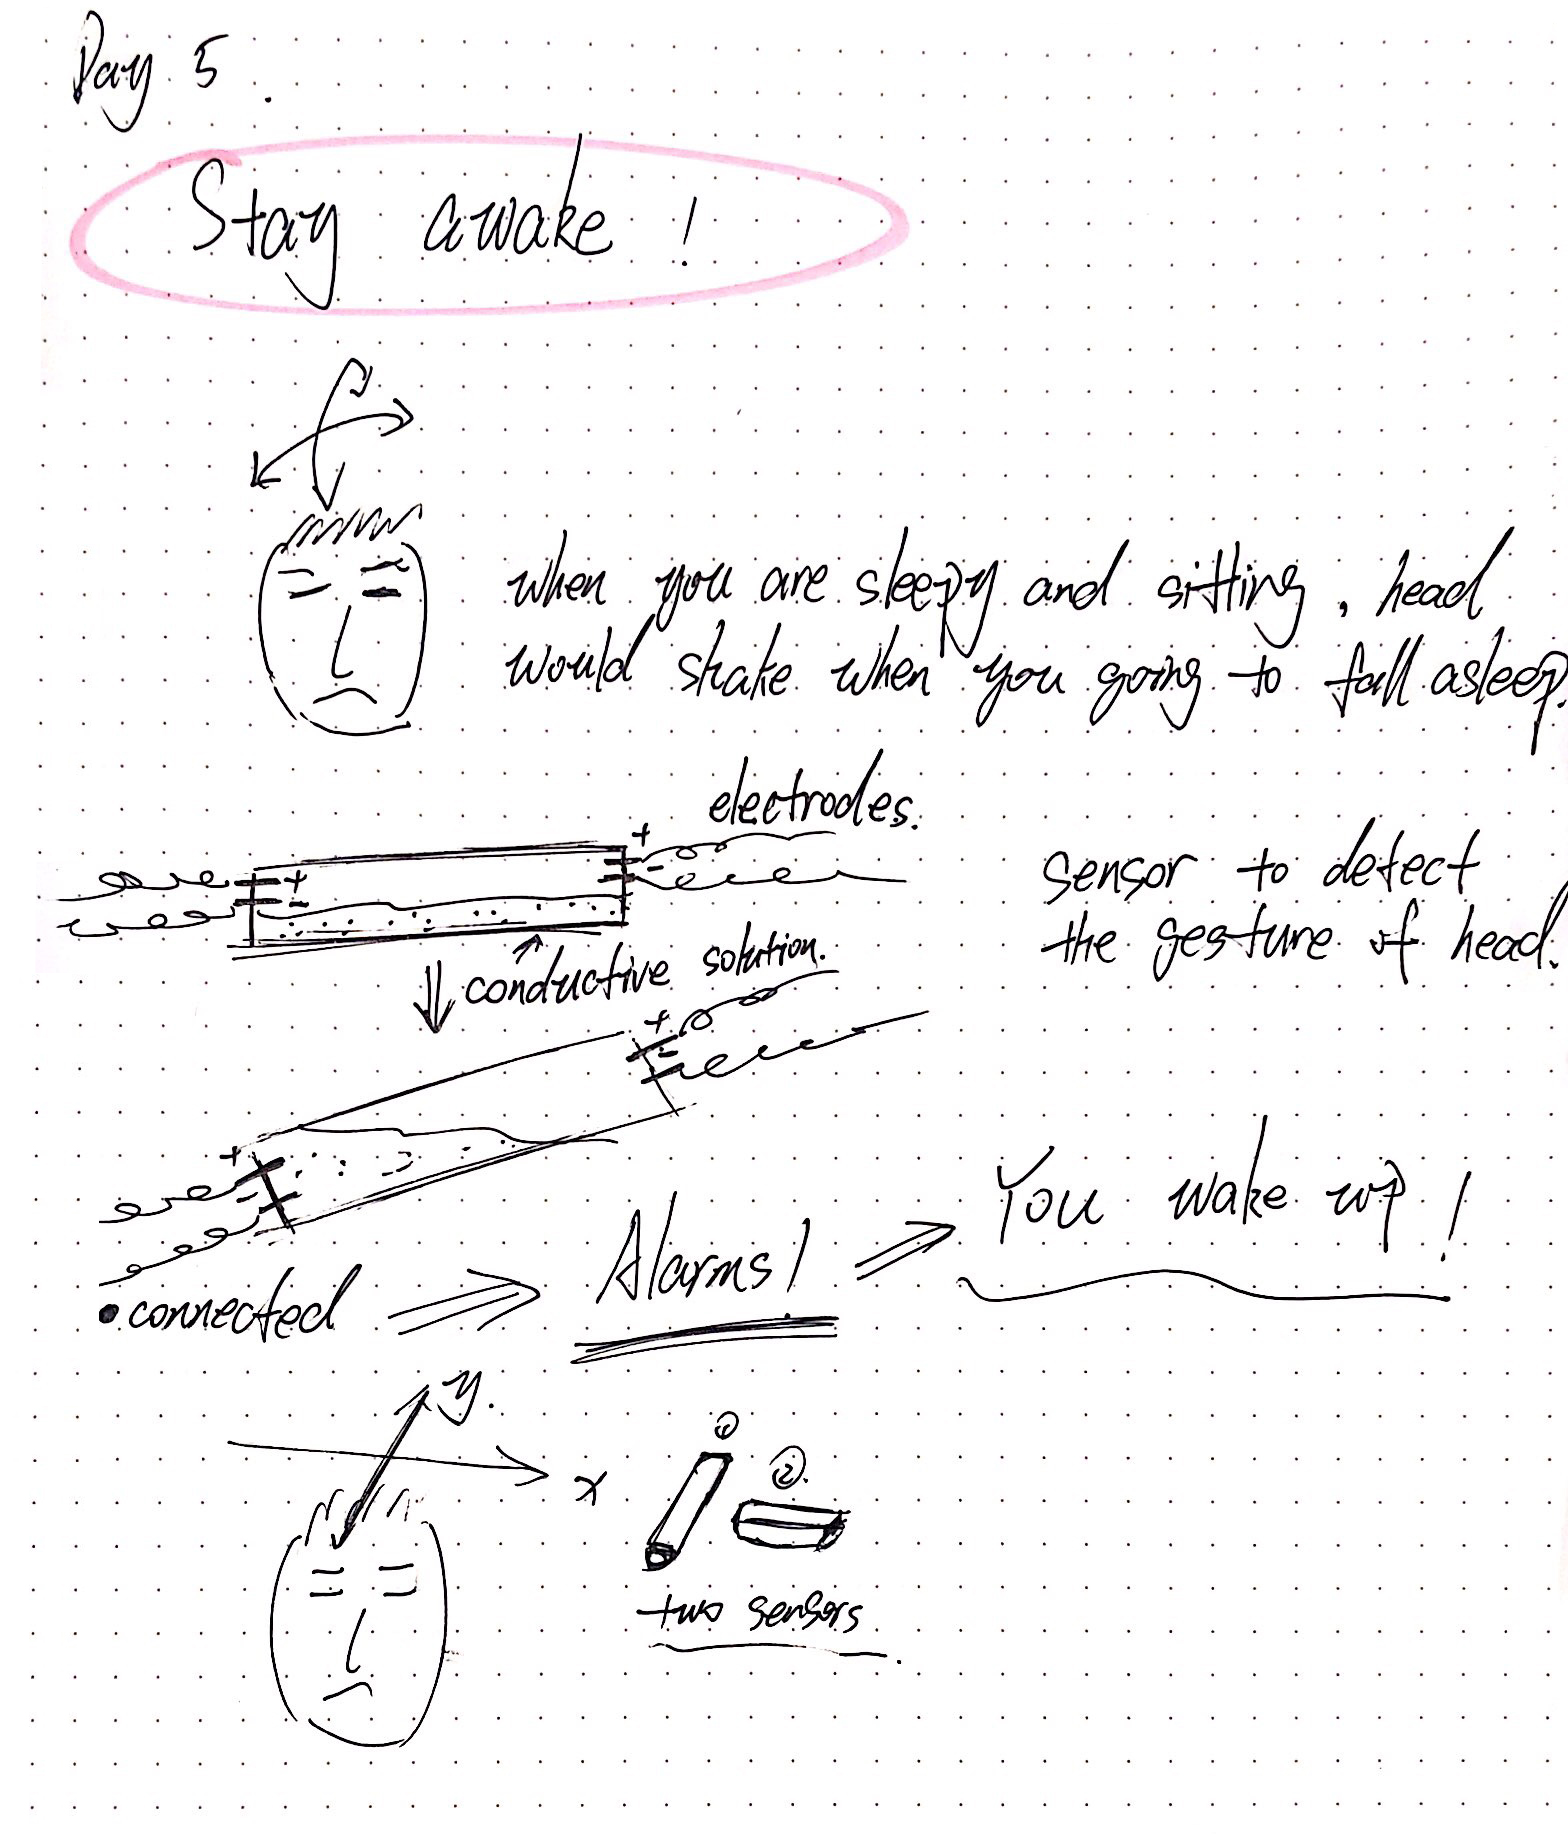 Day 5.
Stay awake!
when you are sleepy and sitting, head
would shake when you going to fall asleep.
electrodes.
+
+
-
-
sensor to detect
the gesture of head.
conductive solution.
+
-
+
-
You wake up!
Alarms!
• connected
y.
x
①
②.
two sensors.